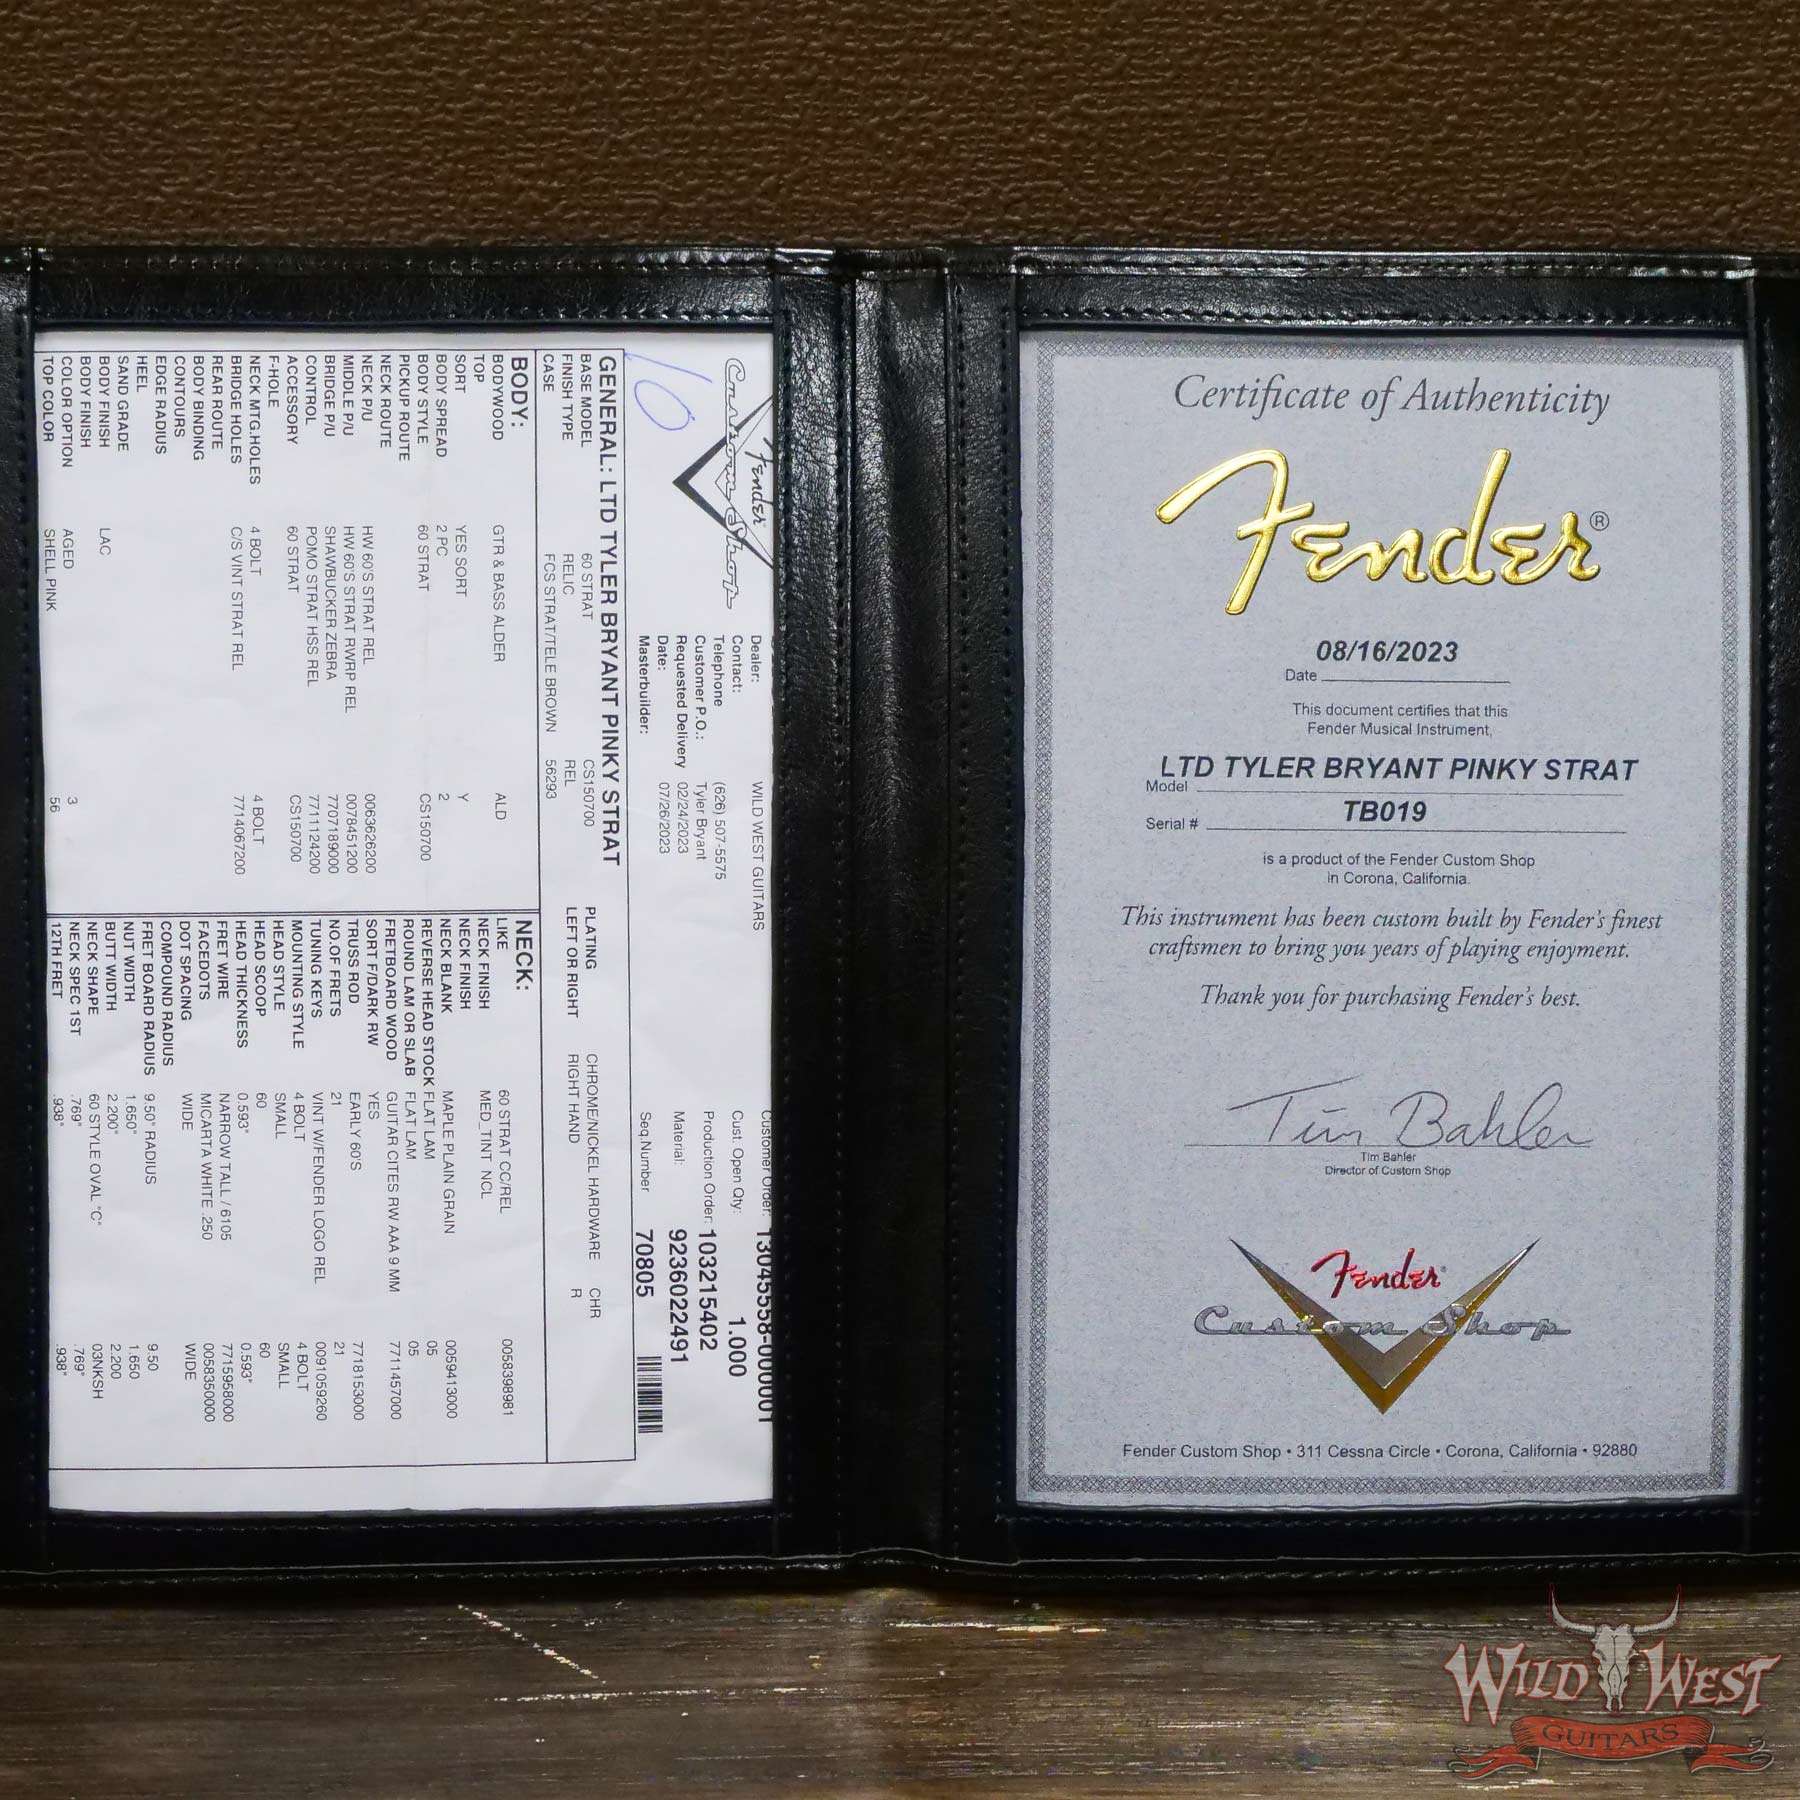 Fender
Custom Shop
10
Dealer: WILD WEST GUITARS
Contact:
Telephone (626) 507-5575
Customer P.O.: Tyler Bryant
Requested Delivery 02/24/2023
Date: 07/26/2023
Masterbuilder:
Customer Order: 13045558-000001
Cust. Open Qty: 1.000
Production Order: 103215402
Material: 9236022491
Seq.Number 70805
GENERAL: LTD TYLER BRYANT PINKY STRAT
BASE MODEL 60 STRAT CS150700 PLATING CHROME/NICKEL HARDWARE CHR
FINISH TYPE RELIC REL LEFT OR RIGHT RIGHT HAND R
CASE FCS STRAT/TELE BROWN 56293
BODY:
BODYWOOD GTR & BASS ALDER ALD
TOP
SORT YES SORT Y
BODY SPREAD 2 PC 2
BODY STYLE 60 STRAT CS150700
PICKUP ROUTE
NECK ROUTE
NECK P/U HW 60'S STRAT REL 0063626200
MIDDLE P/U HW 60'S STRAT RWRP REL 0078451200
BRIDGE P/U SHAWBUCKER ZEBRA 7707189000
CONTROL POMO STRAT HSS REL 7711124200
ACCESSORY 60 STRAT CS150700
F-HOLE
NECK MTG.HOLES 4 BOLT 4 BOLT
BRIDGE HOLES C/S VINT STRAT REL 7714067200
REAR ROUTE
BODY BINDING
CONTOURS
EDGE RADIUS
HEEL
SAND GRADE
BODY FINISH LAC
BODY FINISH
COLOR OPTION AGED 3
TOP COLOR SHELL PINK 56
NECK:
LIKE 60 STRAT CC/REL 0058398981
NECK FINISH MED_TINT_NCL
NECK FINISH
NECK BLANK MAPLE PLAIN GRAIN 0059413000
REVERSE HEAD STOCK FLAT LAM 05
ROUND LAM OR SLAB FLAT LAM 05
FRETBOARD WOOD GUITAR CITES RW AAA 9 MM 7711457000
SORT F/DARK RW YES
TRUSS ROD EARLY 60'S 7718153000
NO.OF FRETS 21 21
TUNING KEYS VINT W/FENDER LOGO REL 0091059260
MOUNTING STYLE 4 BOLT 4 BOLT
HEAD STYLE SMALL SMALL
HEAD SCOOP 60 60
HEAD THICKNESS 0.593" 0.593"
FRET WIRE NARROW TALL / 6105 7715958000
FACEDOTS MICARTA WHITE .250 0058350000
DOT SPACING WIDE WIDE
COMPOUND RADIUS
FRET BOARD RADIUS 9.50" RADIUS 9.50
NUT WIDTH 1.650" 1.650
BUTT WIDTH 2.200" 2.200
NECK SHAPE 60 STYLE OVAL "C" 03NKSH
NECK SPEC 1ST .769" .769"
12TH FRET .938" .938"
Certificate of Authenticity
Fender®
08/16/2023
Date
This document certifies that this
Fender Musical Instrument,
LTD TYLER BRYANT PINKY STRAT
Model
TB019
Serial #
is a product of the Fender Custom Shop
in Corona, California.
This instrument has been custom built by Fender's finest
craftsmen to bring you years of playing enjoyment.
Thank you for purchasing Fender's best.
Tim Bahler
Tim Bahler
Director of Custom Shop
Fender
Custom Shop
Fender Custom Shop • 311 Cessna Circle • Corona, California • 92880
WILD WEST
GUITARS